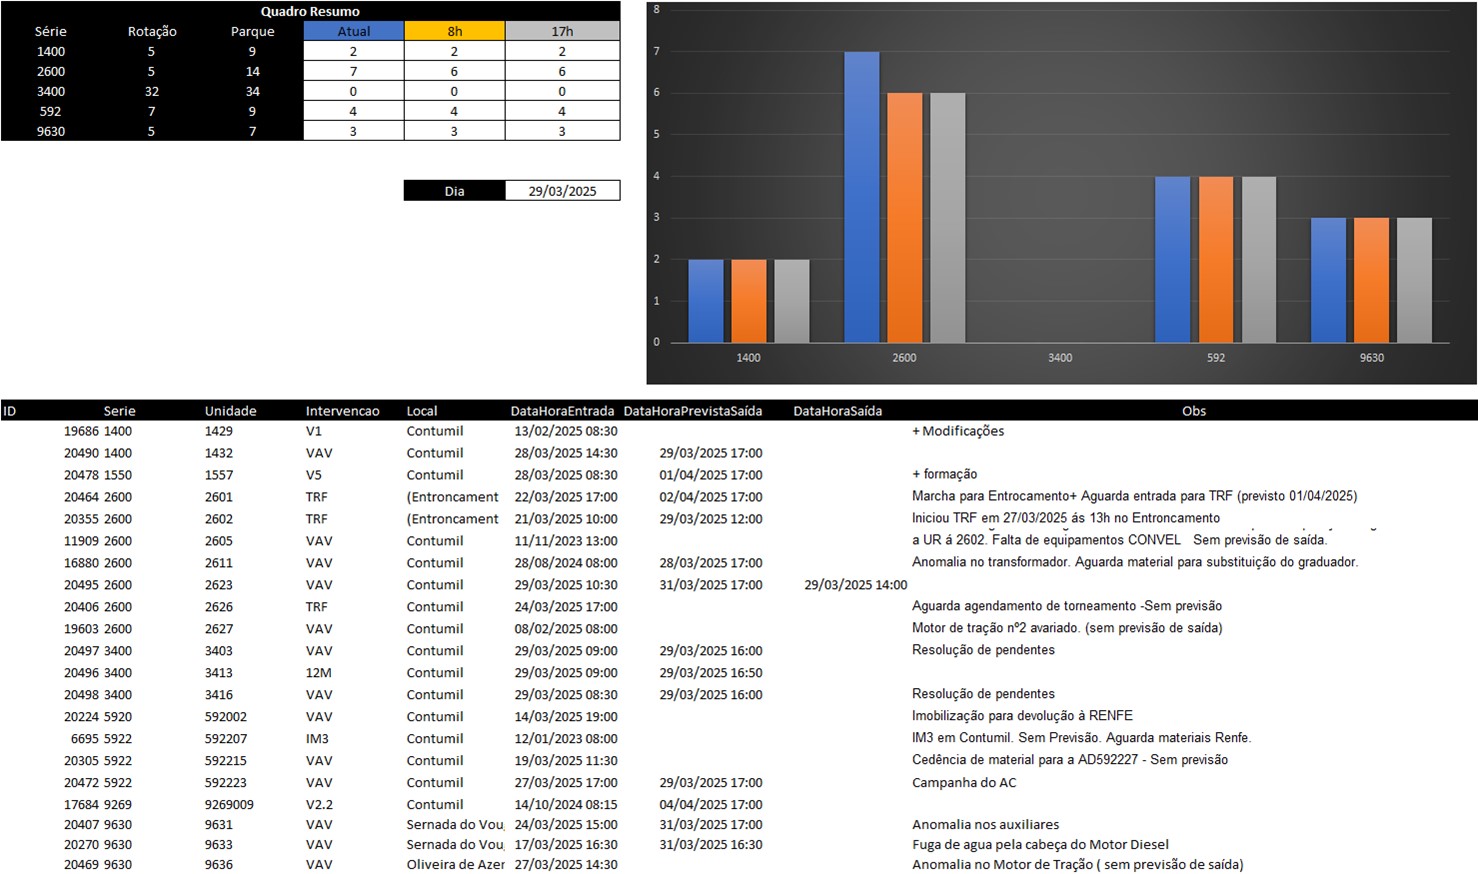 Quadro Resumo
Série Rotação Parque Atual 8h 17h
1400 5 9 2 2 2
2600 5 14 7 6 6
3400 32 34 0 0 0
592 7 9 4 4 4
9630 5 7 3 3 3
Dia 29/03/2025
8
7
6
5
4
3
2
1
0
1400 2600 3400 592 9630
ID Serie Unidade Intervencao Local DataHoraEntrada DataHoraPrevistaSaída DataHoraSaída Obs
19686 1400 1429 V1 Contumil 13/02/2025 08:30 + Modificações
20490 1400 1432 VAV Contumil 28/03/2025 14:30 29/03/2025 17:00
20478 1550 1557 V5 Contumil 28/03/2025 08:30 01/04/2025 17:00 + formação
20464 2600 2601 TRF (Entroncament 22/03/2025 17:00 02/04/2025 17:00 Marcha para Entrocamento+ Aguarda entrada para TRF (previsto 01/04/2025)
20355 2600 2602 TRF (Entroncament 21/03/2025 10:00 29/03/2025 12:00 Iniciou TRF em 27/03/2025 ás 13h no Entroncamento
11909 2600 2605 VAV Contumil 11/11/2023 13:00 a UR á 2602. Falta de equipamentos CONVEL Sem previsão de saída.
16880 2600 2611 VAV Contumil 28/08/2024 08:00 28/03/2025 17:00 Anomalia no transformador. Aguarda material para substituição do graduador.
20495 2600 2623 VAV Contumil 29/03/2025 10:30 31/03/2025 17:00 29/03/2025 14:00
20406 2600 2626 TRF Contumil 24/03/2025 17:00 Aguarda agendamento de torneamento -Sem previsão
19603 2600 2627 VAV Contumil 08/02/2025 08:00 Motor de tração nº2 avariado. (sem previsão de saída)
20497 3400 3403 VAV Contumil 29/03/2025 09:00 29/03/2025 16:00 Resolução de pendentes
20496 3400 3413 12M Contumil 29/03/2025 09:00 29/03/2025 16:50
20498 3400 3416 VAV Contumil 29/03/2025 08:30 29/03/2025 16:00 Resolução de pendentes
20224 5920 592002 VAV Contumil 14/03/2025 19:00 Imobilização para devolução à RENFE
6695 5922 592207 IM3 Contumil 12/01/2023 08:00 IM3 em Contumil. Sem Previsão. Aguarda materiais Renfe.
20305 5922 592215 VAV Contumil 19/03/2025 11:30 Cedência de material para a AD592227 - Sem previsão
20472 5922 592223 VAV Contumil 27/03/2025 17:00 29/03/2025 17:00 Campanha do AC
17684 9269 9269009 V2.2 Contumil 14/10/2024 08:15 04/04/2025 17:00
20407 9630 9631 VAV Sernada do Vou 24/03/2025 15:00 31/03/2025 17:00 Anomalia nos auxiliares
20270 9630 9633 VAV Sernada do Vou 17/03/2025 16:30 31/03/2025 16:30 Fuga de agua pela cabeça do Motor Diesel
20469 9630 9636 VAV Oliveira de Azer 27/03/2025 14:30 Anomalia no Motor de Tração ( sem previsão de saída)